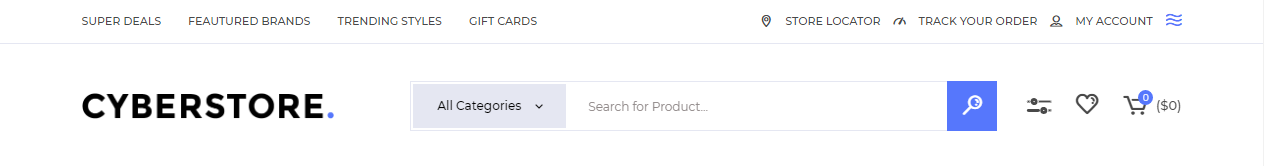 SUPER DEALS FEAUTURED BRANDS TRENDING STYLES GIFT CARDS STORE LOCATOR TRACK YOUR ORDER MY ACCOUNT
CYBERSTORE. All Categories Search for Product... 0 ($0)